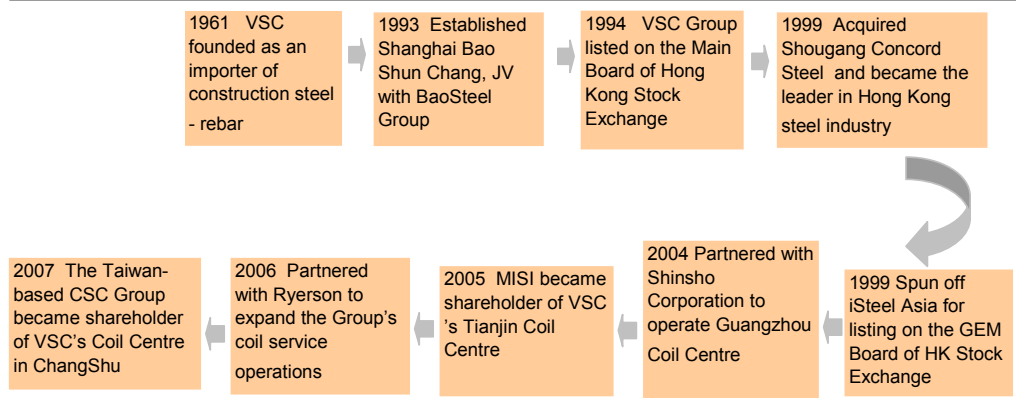 1961 VSC
founded as an
importer of
construction steel
- rebar
1993 Established
Shanghai Bao
Shun Chang, JV
with BaoSteel
Group
1994 VSC Group
listed on the Main
Board of Hong
Kong Stock
Exchange
1999 Acquired
Shougang Concord
Steel and became the
leader in Hong Kong
steel industry
1999 Spun off
iSteel Asia for
listing on the GEM
Board of HK Stock
Exchange
2004 Partnered with
Shinsho
Corporation to
operate Guangzhou
Coil Centre
2005 MISI became
shareholder of VSC
's Tianjin Coil
Centre
2006 Partnered
with Ryerson to
expand the Group's
coil service
operations
2007 The Taiwan-
based CSC Group
became shareholder
of VSC's Coil Centre
in ChangShu